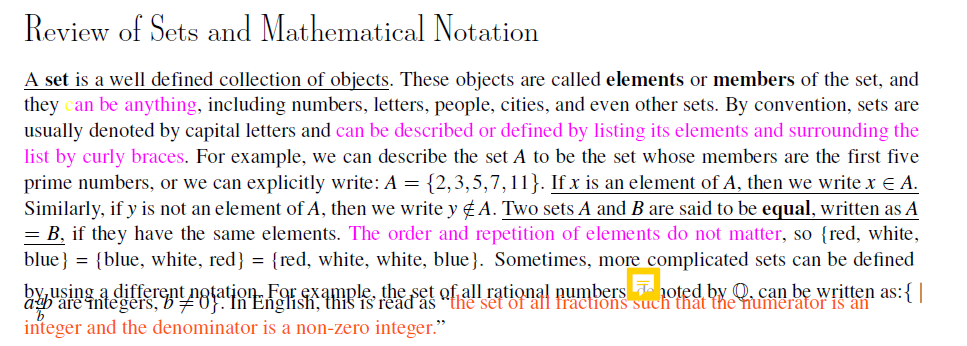 Review of Sets and Mathematical Notation
A set is a well defined collection of objects. These objects are called elements or members of the set, and
they can be anything, including numbers, letters, people, cities, and even other sets. By convention, sets are
usually denoted by capital letters and can be described or defined by listing its elements and surrounding the
list by curly braces. For example, we can describe the set A to be the set whose members are the first five
prime numbers, or we can explicitly write: A = {2,3,5,7,11}. If x is an element of A, then we write x ∈ A.
Similarly, if y is not an element of A, then we write y ∉ A. Two sets A and B are said to be equal, written as A
= B, if they have the same elements. The order and repetition of elements do not matter, so {red, white,
blue} = {blue, white, red} = {red, white, white, blue}. Sometimes, more complicated sets can be defined
by using a different notation. For example, the set of all rational numbers, denoted by ℚ, can be written as:{ |
a,b are integers, b ≠ 0}. In English, this is read as “the set of all fractions such that the numerator is an
integer and the denominator is a non-zero integer.”